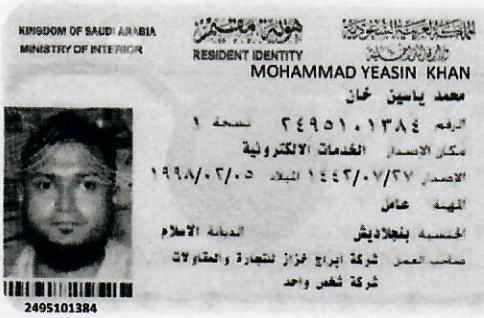 KINGDOM OF SAUDI ARABIA
MINISTRY OF INTERIOR
هوية مقيم
RESIDENT IDENTITY
المملكة العربية السعودية
وزارة الداخلية
MOHAMMAD YEASIN KHAN
محمد ياسين خان
الرقم ٢٤٩٥١٠١٣٨٤ نسخة ١
مكان الاصدار الخدمات الالكترونية
الاصدار ١٤٤٢/٠٧/٢٧ الميلاد ١٩٩٨/٠٢/٠٥
المهنة عامل
الجنسية بنجلاديش الديانة الاسلام
صاحب العمل شركة ابراج خزاز للتجارة والمقاولات
شركة شخص واحد
2495101384